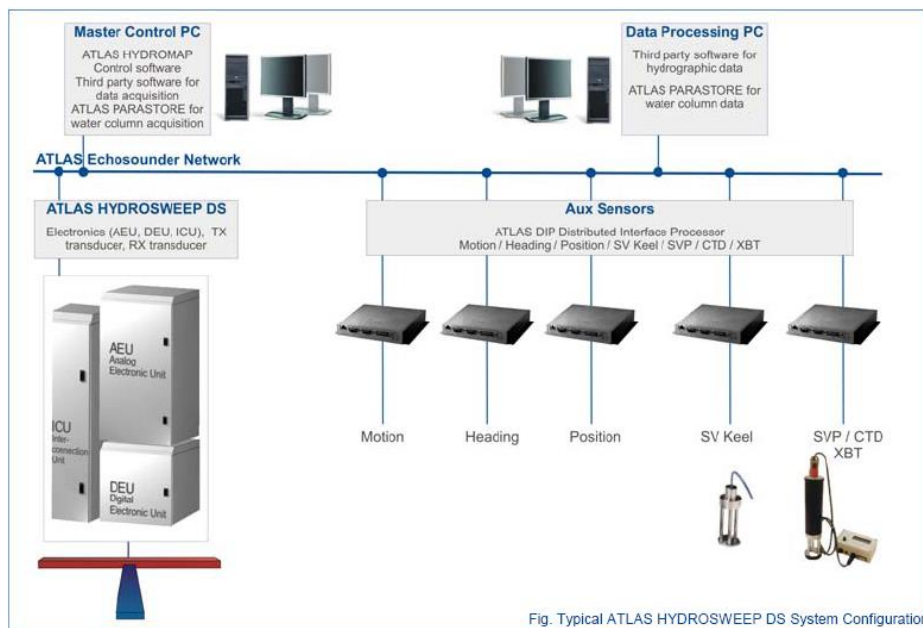 Master Control PC
ATLAS HYDROMAP
Control software
Third party software for
data acquisition
ATLAS PARASTORE for
water column acquisition
Data Processing PC
Third party software for
hydrographic data
ATLAS PARASTORE for
water column data
ATLAS Echosounder Network
ATLAS HYDROSWEEP DS
Electronics (AEU, DEU, ICU), TX
transducer, RX transducer
Aux Sensors
ATLAS DIP Distributed Interface Processor
Motion / Heading / Position / SV Keel / SVP / CTD / XBT
AEU
Analog
Electronic Unit
ICU
Inter-
connection
Unit
DEU
Digital
Electronic Unit
Motion
Heading
Position
SV Keel
SVP / CTD
XBT
Fig. Typical ATLAS HYDROSWEEP DS System Configuration